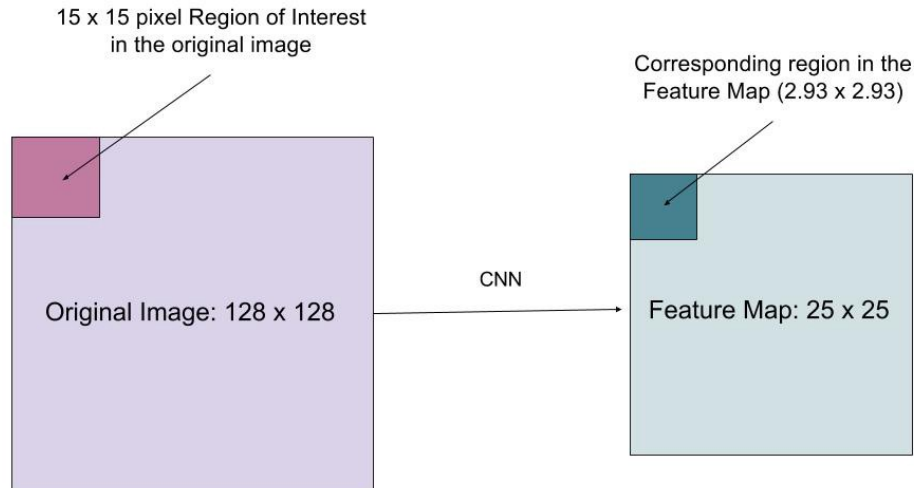 15 x 15 pixel Region of Interest
in the original image
Corresponding region in the
Feature Map (2.93 x 2.93)
CNN
Original Image: 128 x 128
Feature Map: 25 x 25